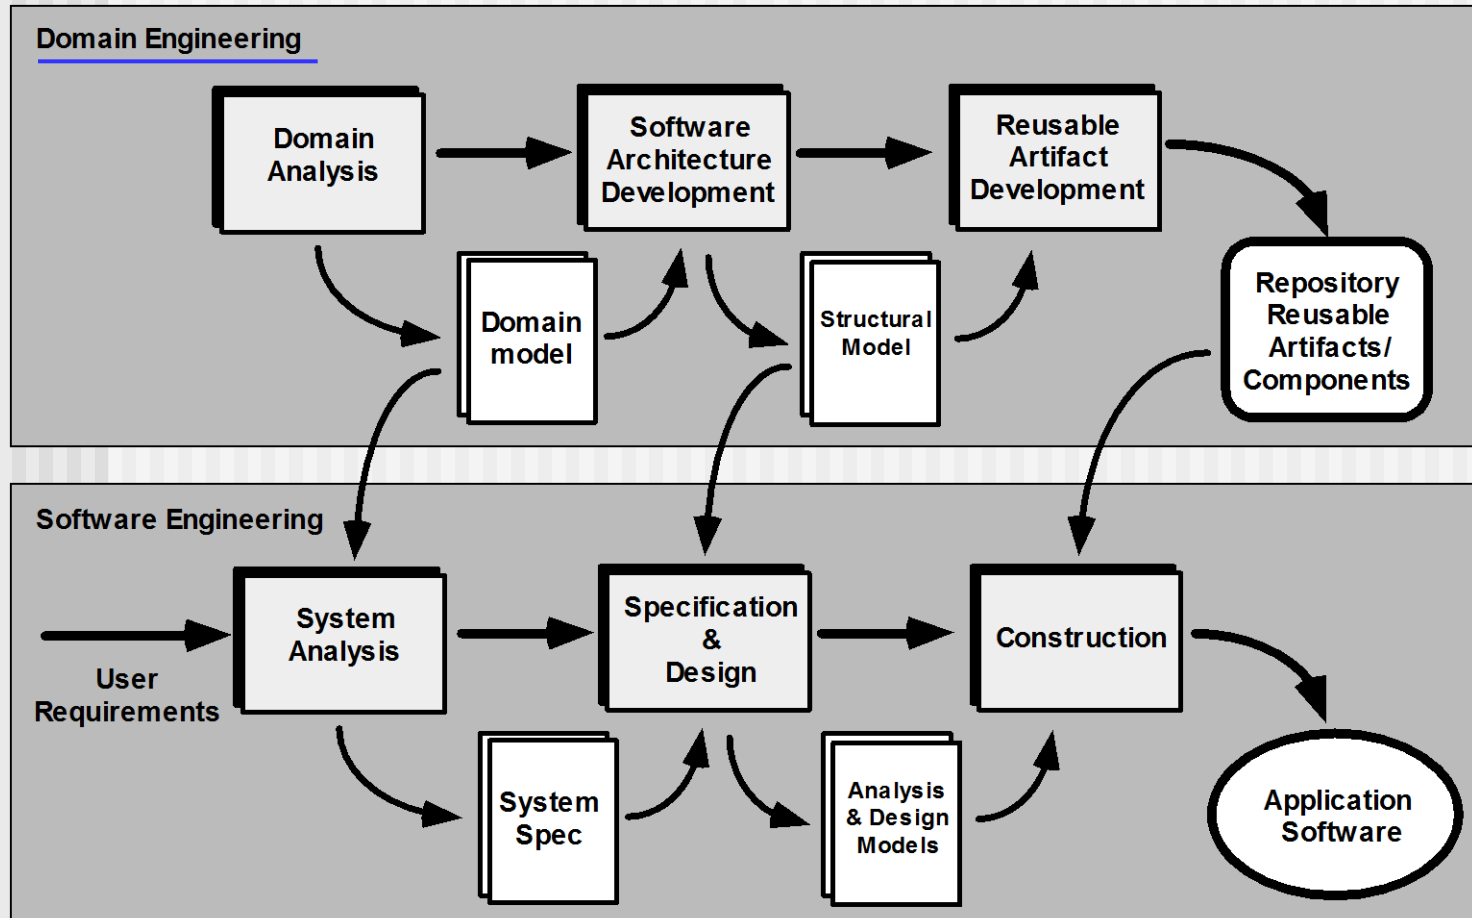 Domain Engineering
Domain
Analysis
Software
Architecture
Development
Reusable
Artifact
Development
Domain
model
Structural
Model
Repository
Reusable
Artifacts/
Components
Software Engineering
User
Requirements
System
Analysis
Specification
&
Design
Construction
System
Spec
Analysis
& Design
Models
Application
Software